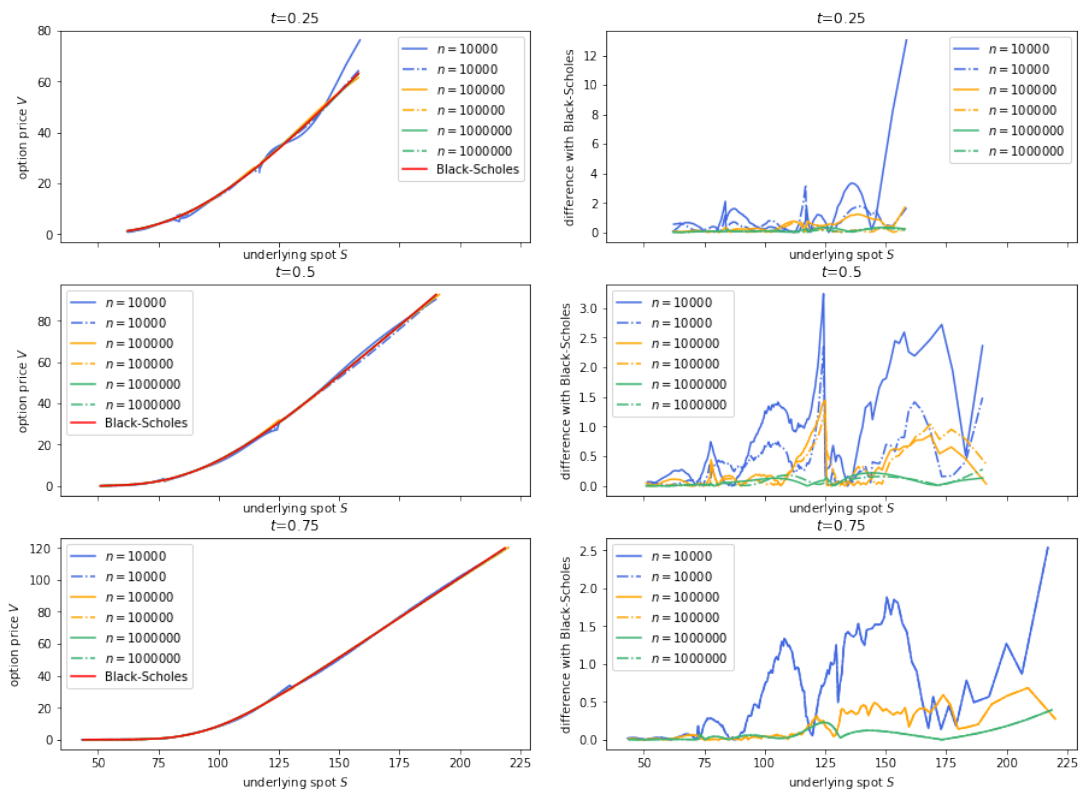 t=0.25
80
60
40
20
0
option price V
n = 10000
n = 10000
n = 100000
n = 100000
n = 1000000
n = 1000000
Black-Scholes
underlying spot S
t=0.25
12
10
8
6
4
2
0
difference with Black-Scholes
n = 10000
n = 10000
n = 100000
n = 100000
n = 1000000
n = 1000000
underlying spot S
t=0.5
80
60
40
20
0
option price V
n = 10000
n = 10000
n = 100000
n = 100000
n = 1000000
n = 1000000
Black-Scholes
underlying spot S
t=0.5
3.0
2.5
2.0
1.5
1.0
0.5
0.0
difference with Black-Scholes
n = 10000
n = 10000
n = 100000
n = 100000
n = 1000000
n = 1000000
underlying spot S
t=0.75
120
100
80
60
40
20
0
option price V
n = 10000
n = 10000
n = 100000
n = 100000
n = 1000000
n = 1000000
Black-Scholes
50 75 100 125 150 175 200 225
underlying spot S
t=0.75
2.5
2.0
1.5
1.0
0.5
0.0
difference with Black-Scholes
n = 10000
n = 10000
n = 100000
n = 100000
n = 1000000
n = 1000000
50 75 100 125 150 175 200 225
underlying spot S